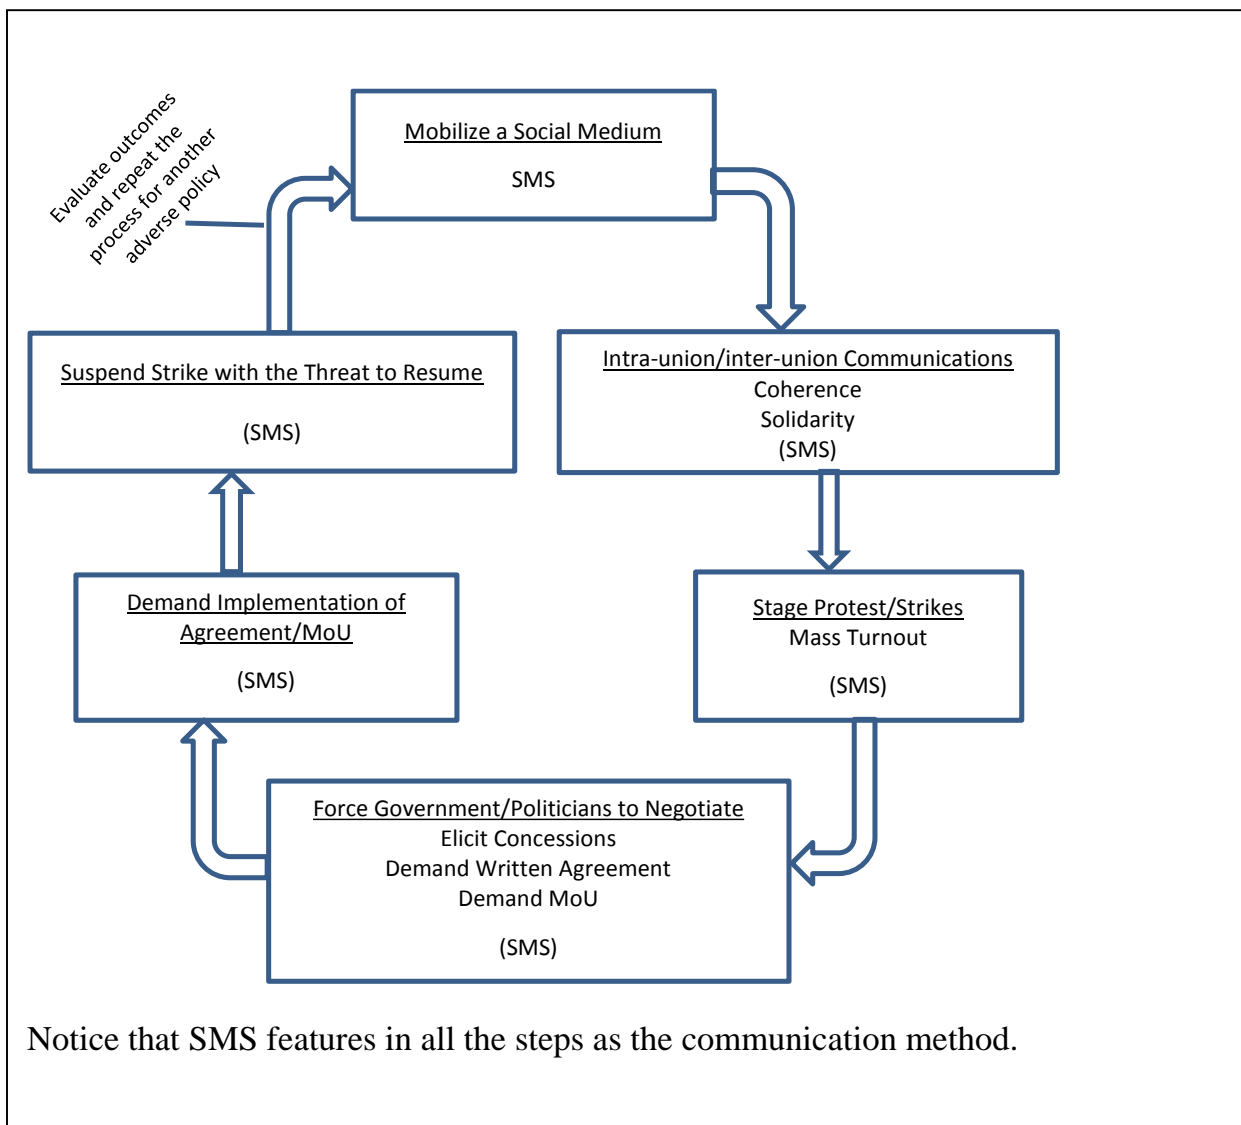 Evaluate outcomes
and repeat the
process for another
adverse policy
Mobilize a Social Medium
SMS
Intra-union/inter-union Communications
Coherence
Solidarity
(SMS)
Stage Protest/Strikes
Mass Turnout
(SMS)
Force Government/Politicians to Negotiate
Elicit Concessions
Demand Written Agreement
Demand MoU
(SMS)
Demand Implementation of
Agreement/MoU
(SMS)
Suspend Strike with the Threat to Resume
(SMS)
Notice that SMS features in all the steps as the communication method.